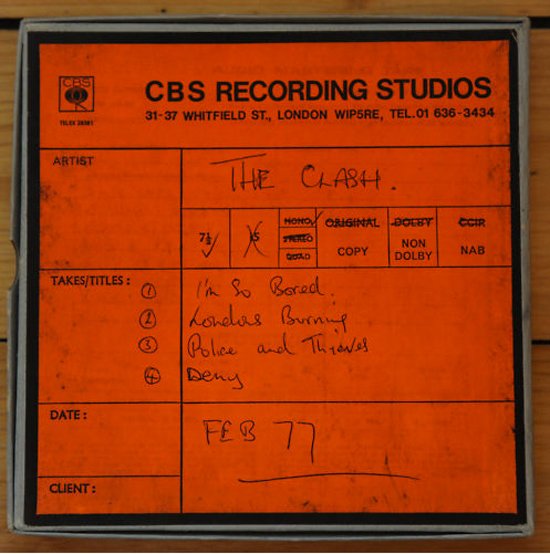 CBS
TELEX 28381
CBS RECORDING STUDIOS
31-37 WHITFIELD ST., LONDON WIP5RE, TEL.01 636-3434
ARTIST
THE CLASH.
7½
15
MONO
STEREO
QUAD
ORIGINAL
COPY
DOLBY
NON
DOLBY
CCIR
NAB
TAKES/TITLES:
① I'm So Bored.
② Londons Burning
③ Police and Thieves
④ Deny
DATE:
FEB 77
CLIENT: